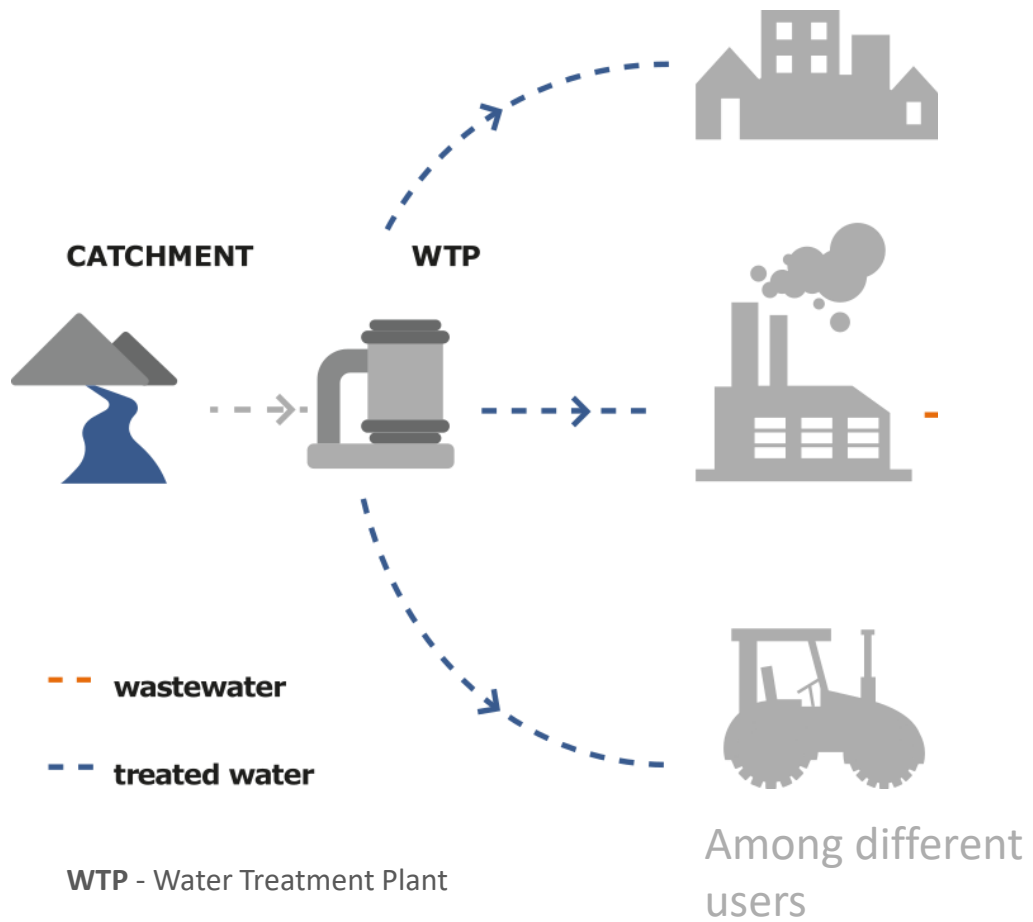 CATCHMENT
WTP
wastewater
treated water
WTP - Water Treatment Plant
Among different
users